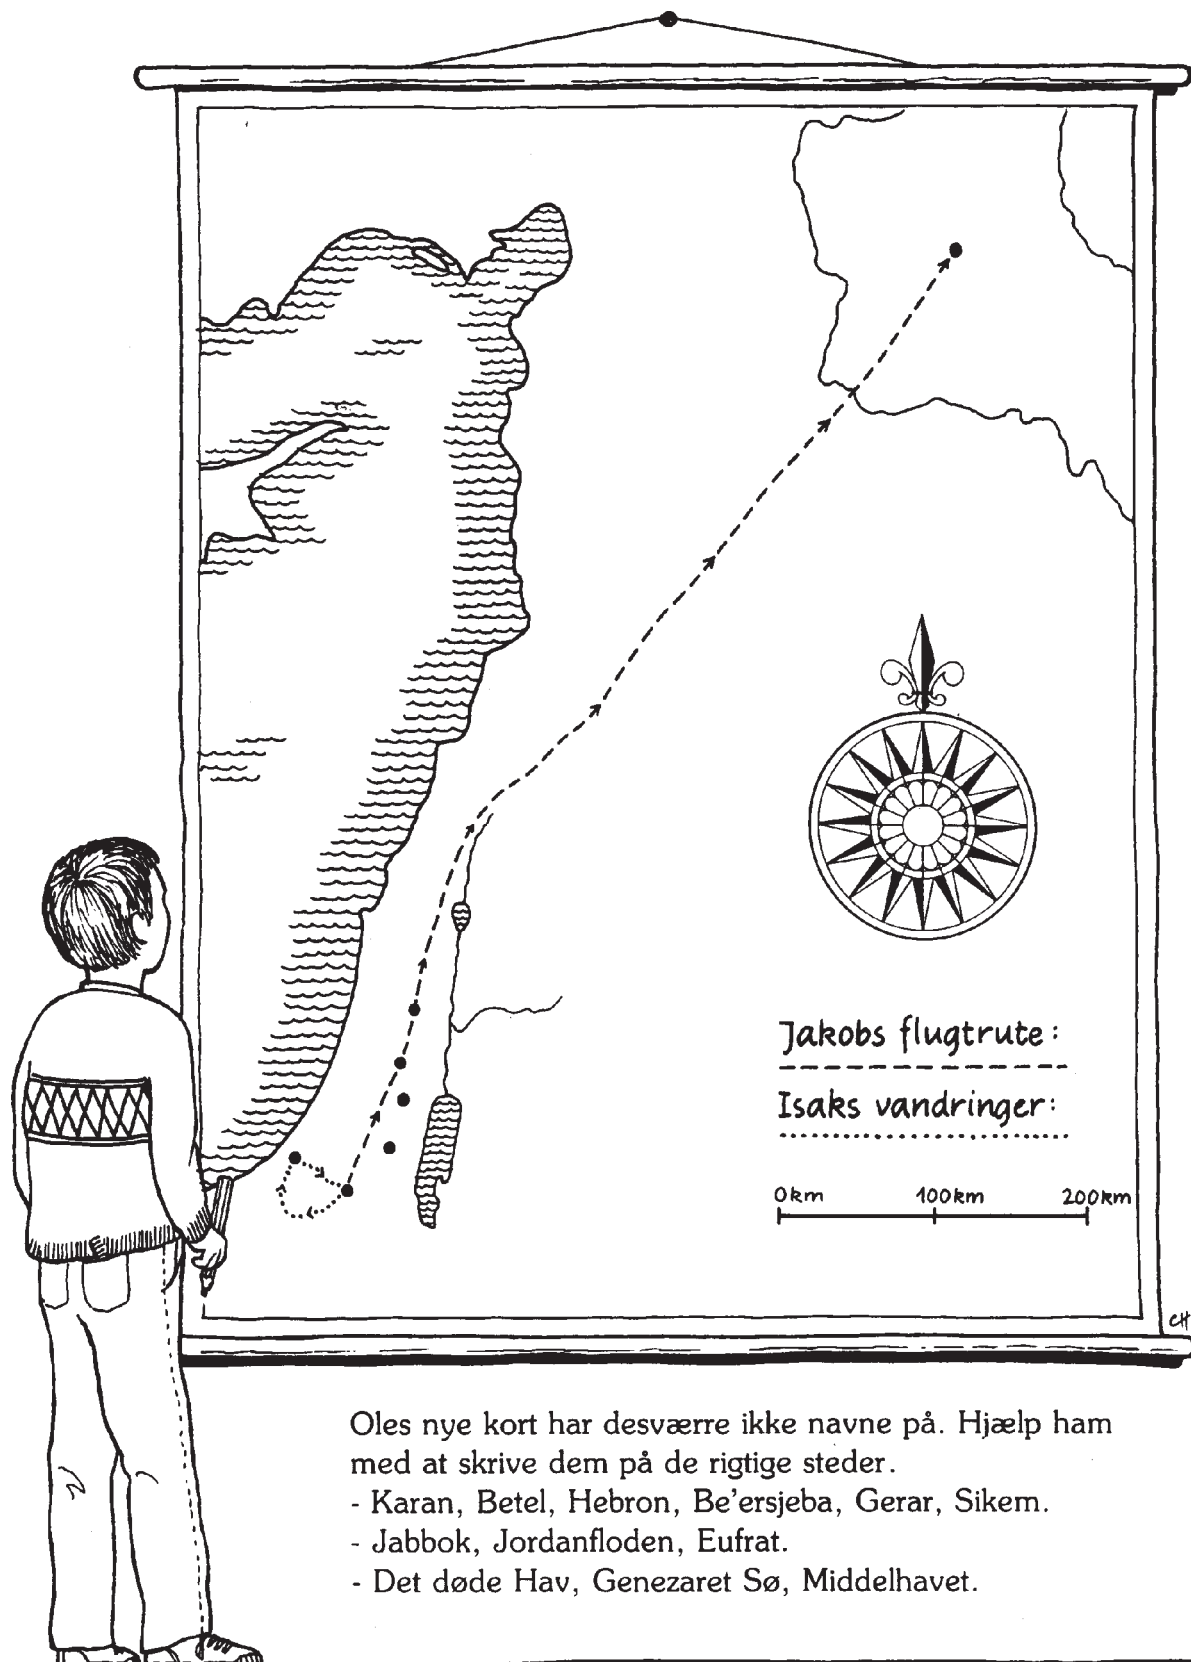 Jakobs flugtrute:
Isaks vandringer:
0km 100km 200km
CH
Oles nye kort har desværre ikke navne på. Hjælp ham
med at skrive dem på de rigtige steder.
- Karan, Betel, Hebron, Be'ersjeba, Gerar, Sikem.
- Jabbok, Jordanfloden, Eufrat.
- Det døde Hav, Genezaret Sø, Middelhavet.